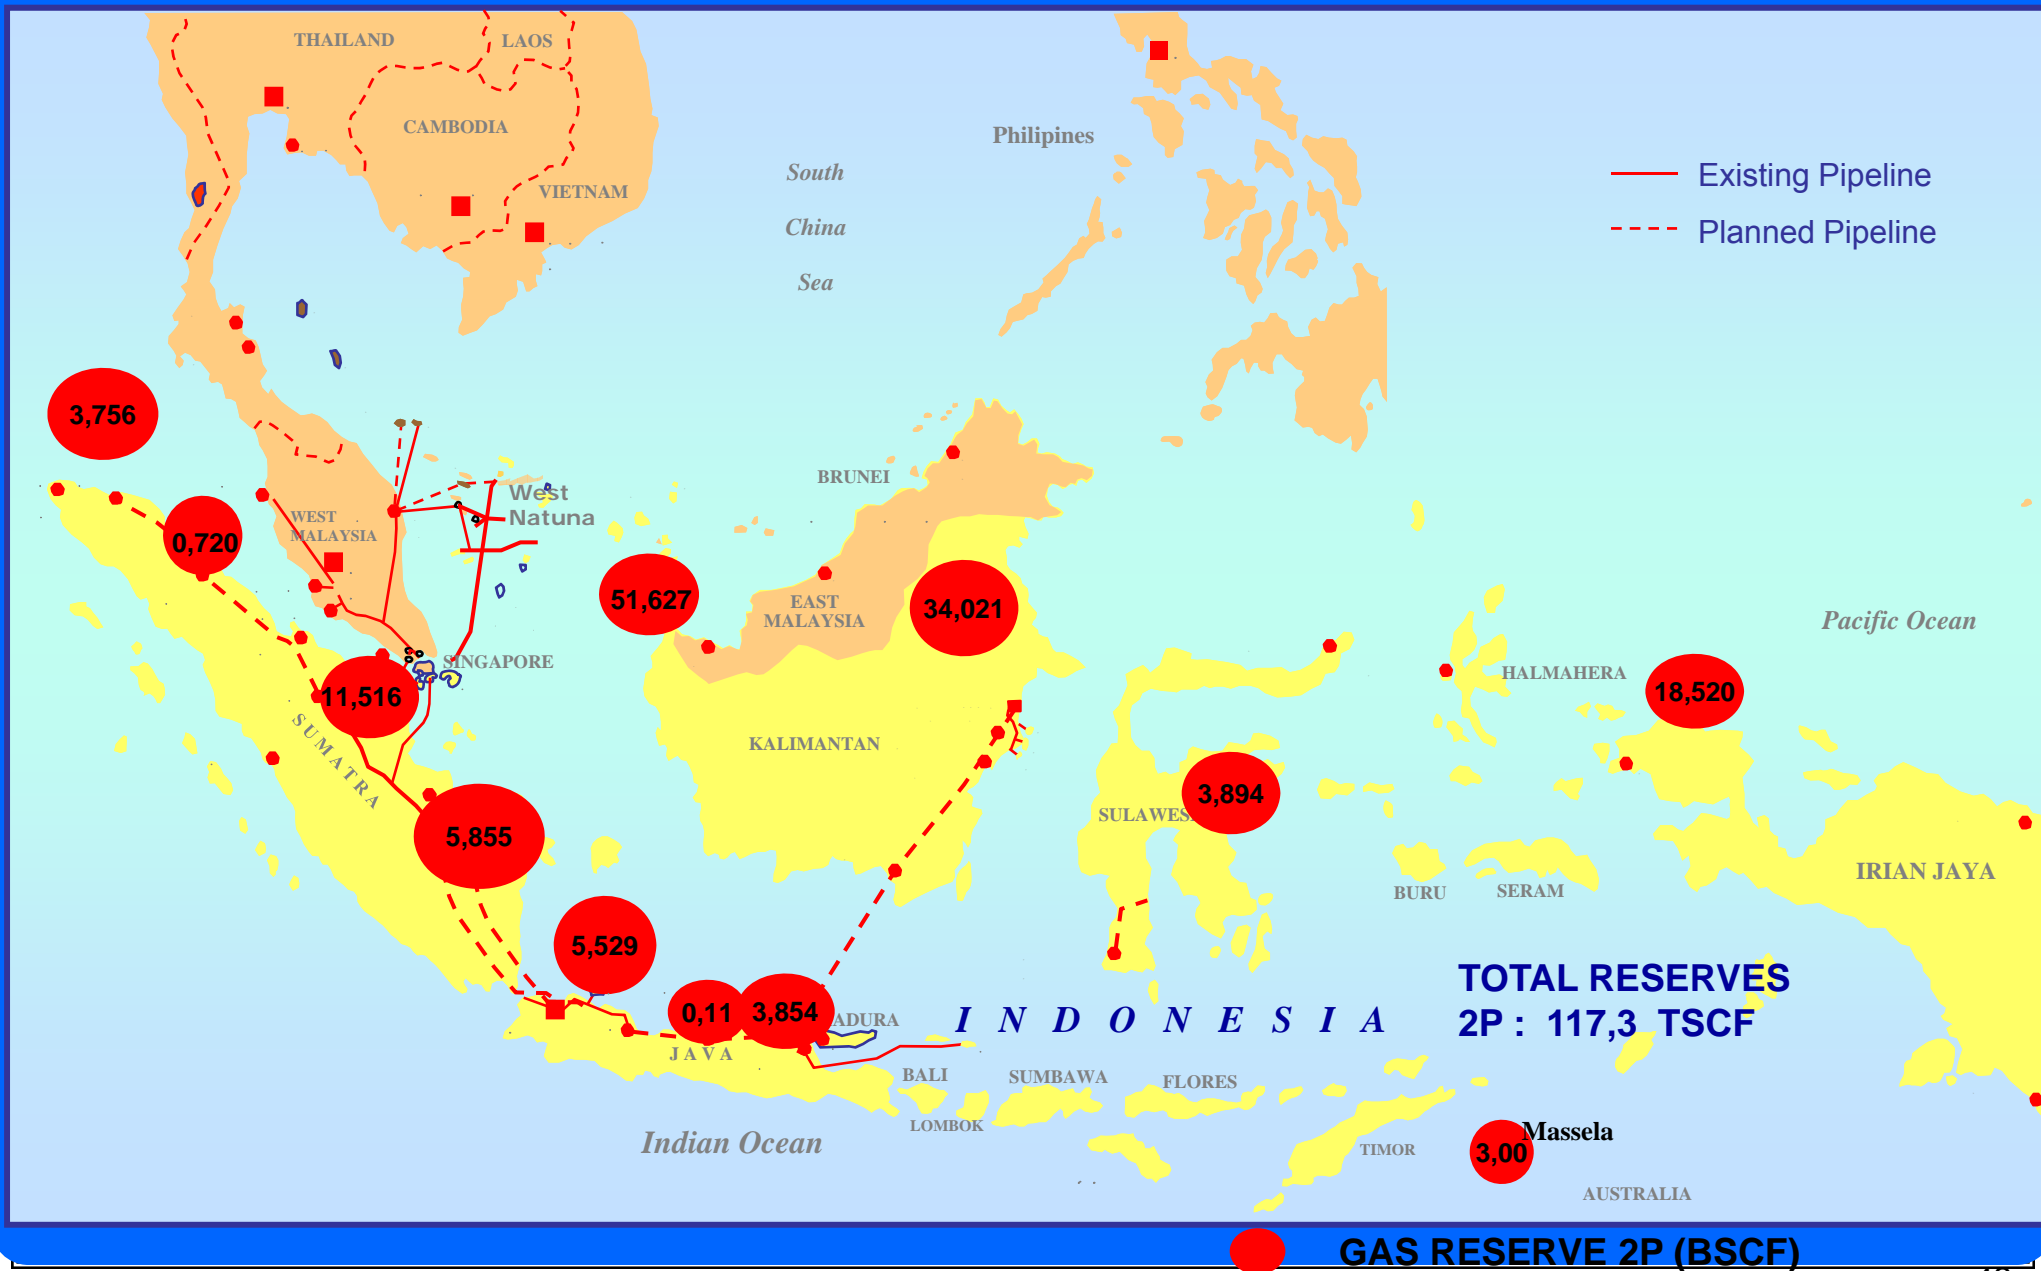 THAILAND
LAOS
CAMBODIA
VIETNAM
South
China
Sea
Philipines
Existing Pipeline
Planned Pipeline
3,756
0,720
WEST
MALAYSIA
West
Natuna
BRUNEI
51,627
EAST
MALAYSIA
34,021
Pacific Ocean
SINGAPORE
11,516
SUMATRA
HALMAHERA
18,520
KALIMANTAN
3,894
SULAWES
5,855
BURU
SERAM
IRIAN JAYA
5,529
0,11
3,854
ADURA
JAVA
INDONESIA
TOTAL RESERVES
2P : 117,3 TSCF
BALI
SUMBAWA
FLORES
LOMBOK
Indian Ocean
TIMOR
Massela
3,00
AUSTRALIA
GAS RESERVE 2P (BSCF)